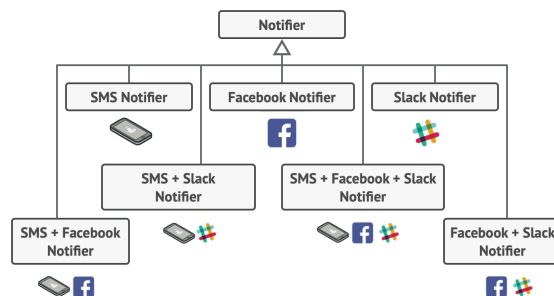 Notifier
SMS Notifier
Facebook Notifier
Slack Notifier
SMS + Slack
Notifier
SMS + Facebook + Slack
Notifier
SMS + Facebook
Notifier
Facebook + Slack
Notifier